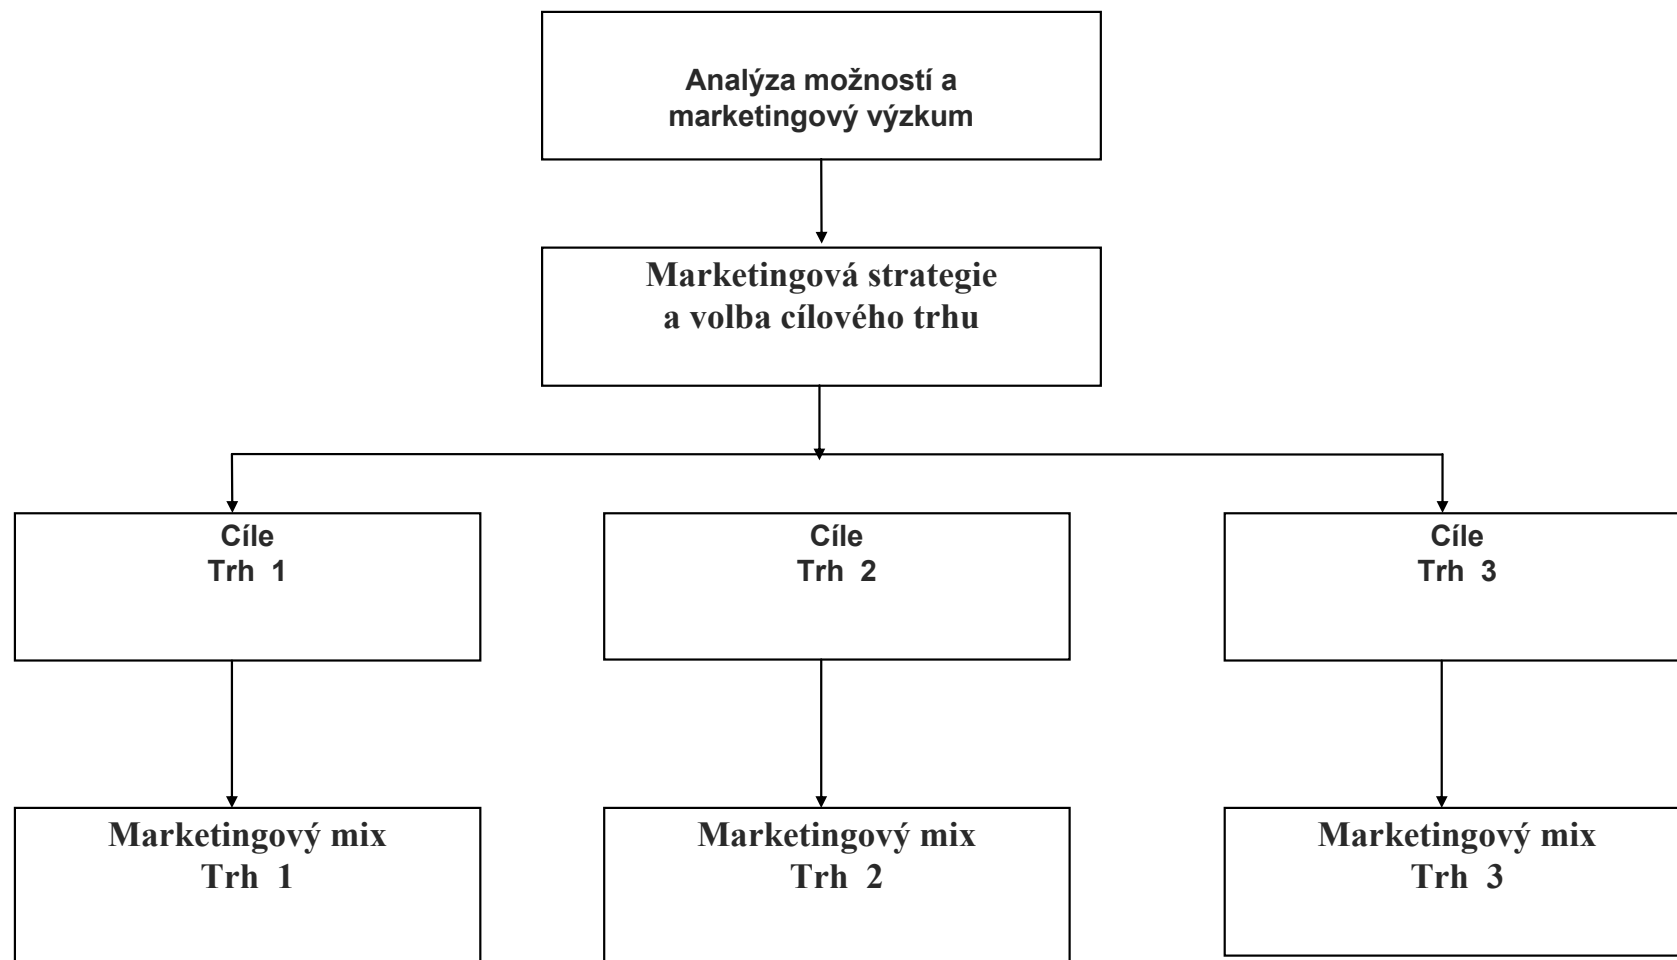 Analýza možností a
marketingový výzkum
Marketingová strategie
a volba cílového trhu
Cíle
Trh 1
Cíle
Trh 2
Cíle
Trh 3
Marketingový mix
Trh 1
Marketingový mix
Trh 2
Marketingový mix
Trh 3